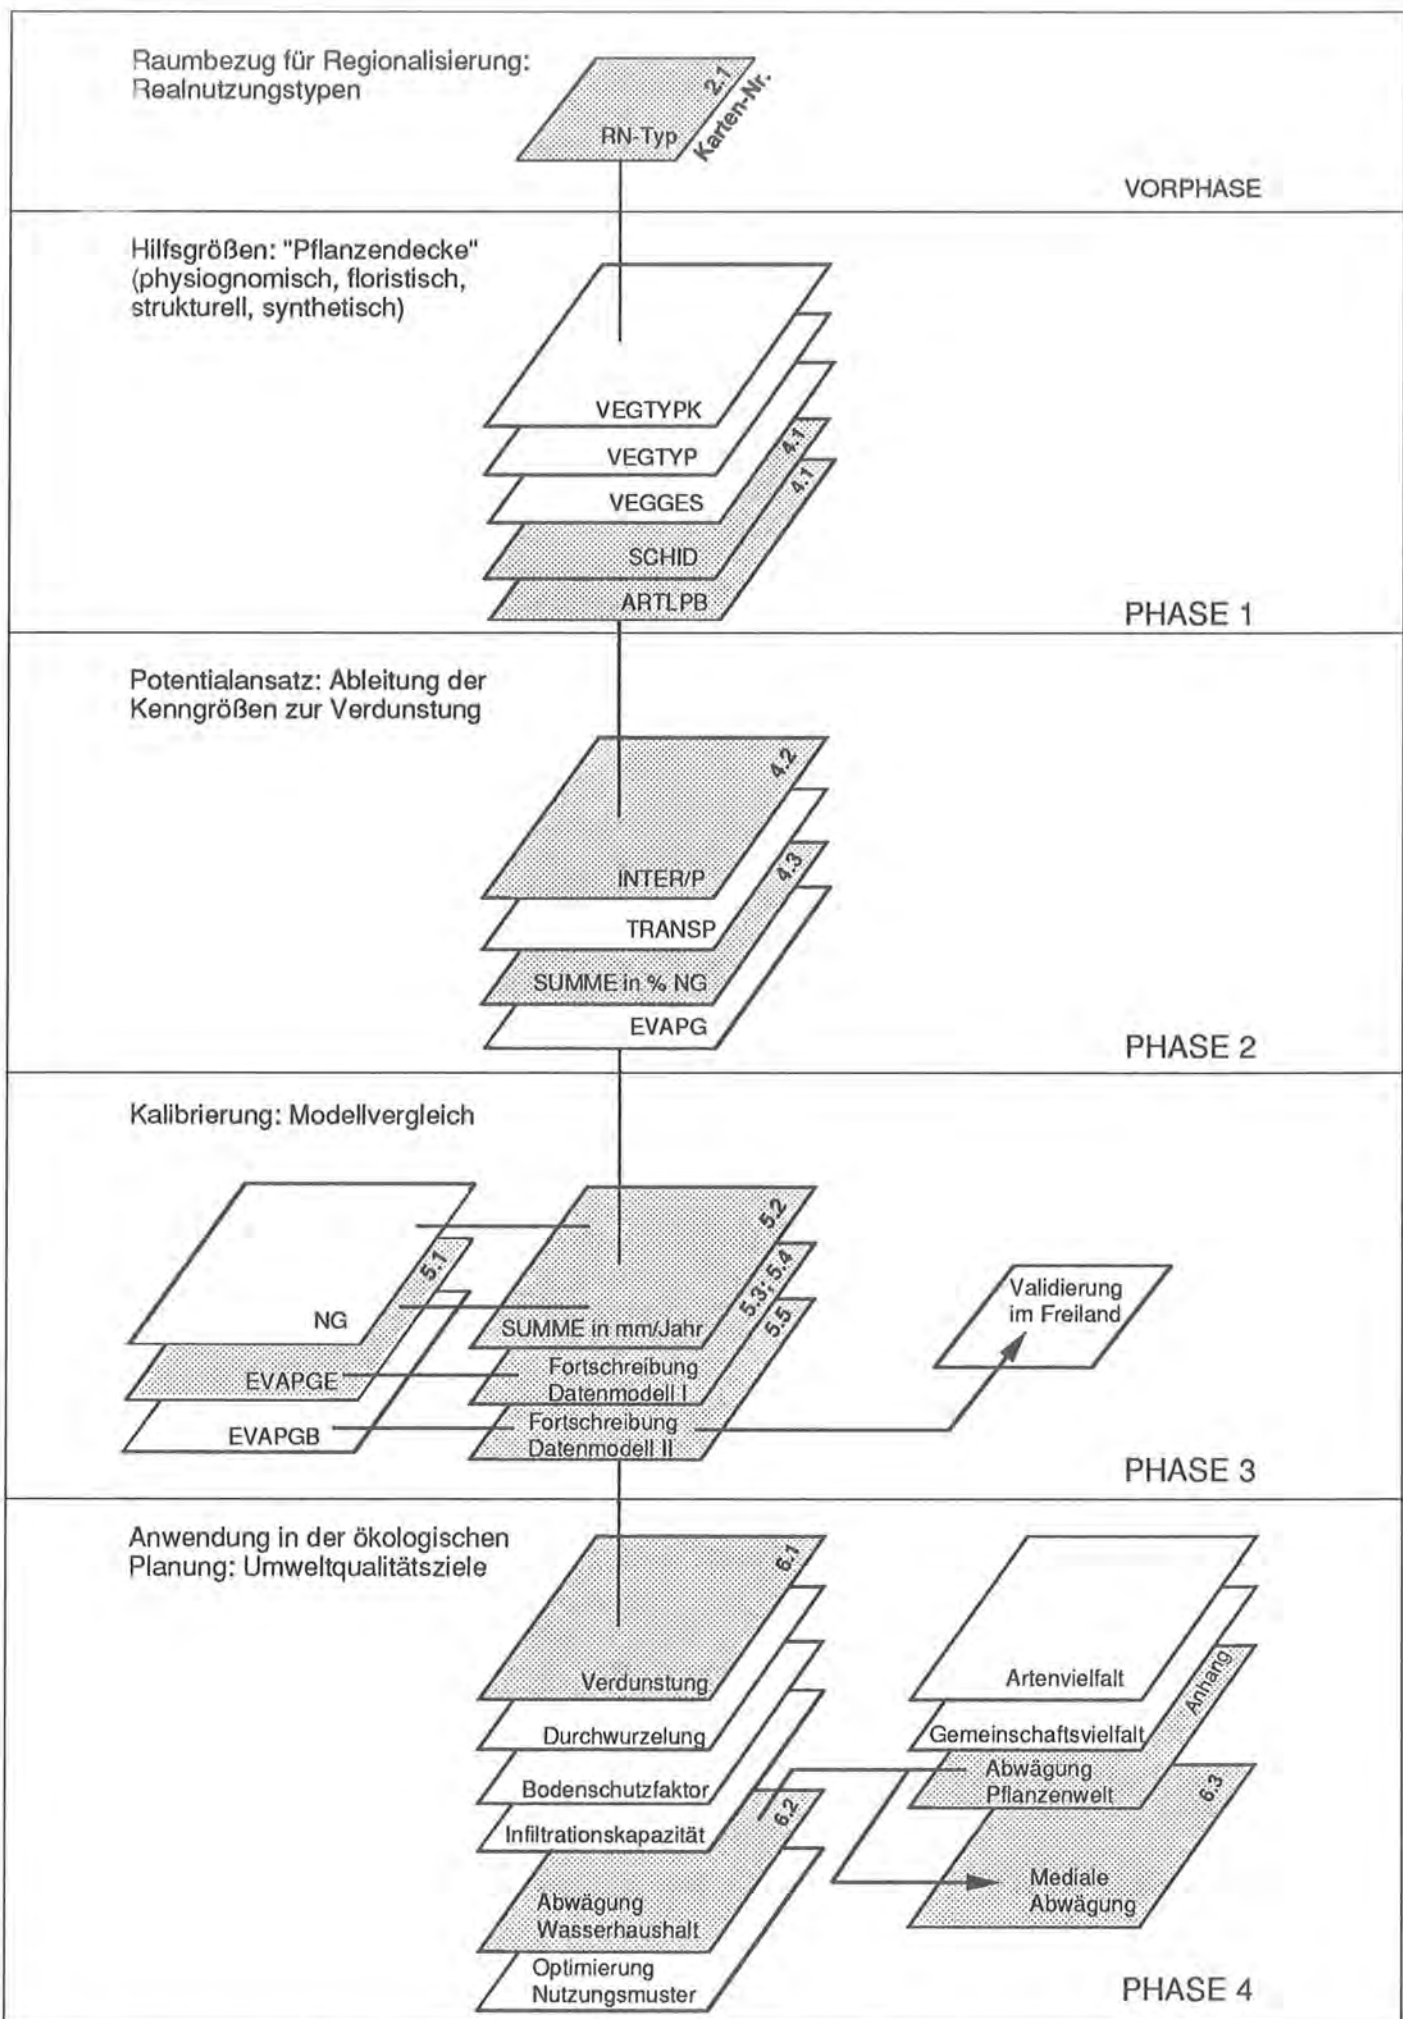 Raumbezug für Regionalisierung:
Realnutzungstypen
2.1
RN-Typ
Karten-Nr.
VORPHASE
Hilfsgrößen: "Pflanzendecke"
(physiognomisch, floristisch,
strukturell, synthetisch)
VEGTYPK
VEGTYP
VEGGES
4.1
SCHID
4.1
ARTLPB
PHASE 1
Potentialansatz: Ableitung der
Kenngrößen zur Verdunstung
4.2
INTER/P
TRANSP
4.3
SUMME in % NG
EVAPG
PHASE 2
Kalibrierung: Modellvergleich
NG
5.1
EVAPGE
EVAPGB
5.2
SUMME in mm/Jahr
5.3; 5.4
Fortschreibung
Datenmodell I
5.5
Fortschreibung
Datenmodell II
Validierung
im Freiland
PHASE 3
Anwendung in der ökologischen
Planung: Umweltqualitätsziele
6.1
Verdunstung
Durchwurzelung
Bodenschutzfaktor
Infiltrationskapazität
6.2
Abwägung
Wasserhaushalt
Optimierung
Nutzungsmuster
Artenvielfalt
Gemeinschaftsvielfalt
Anhang
Abwägung
Pflanzenwelt
6.3
Mediale
Abwägung
PHASE 4